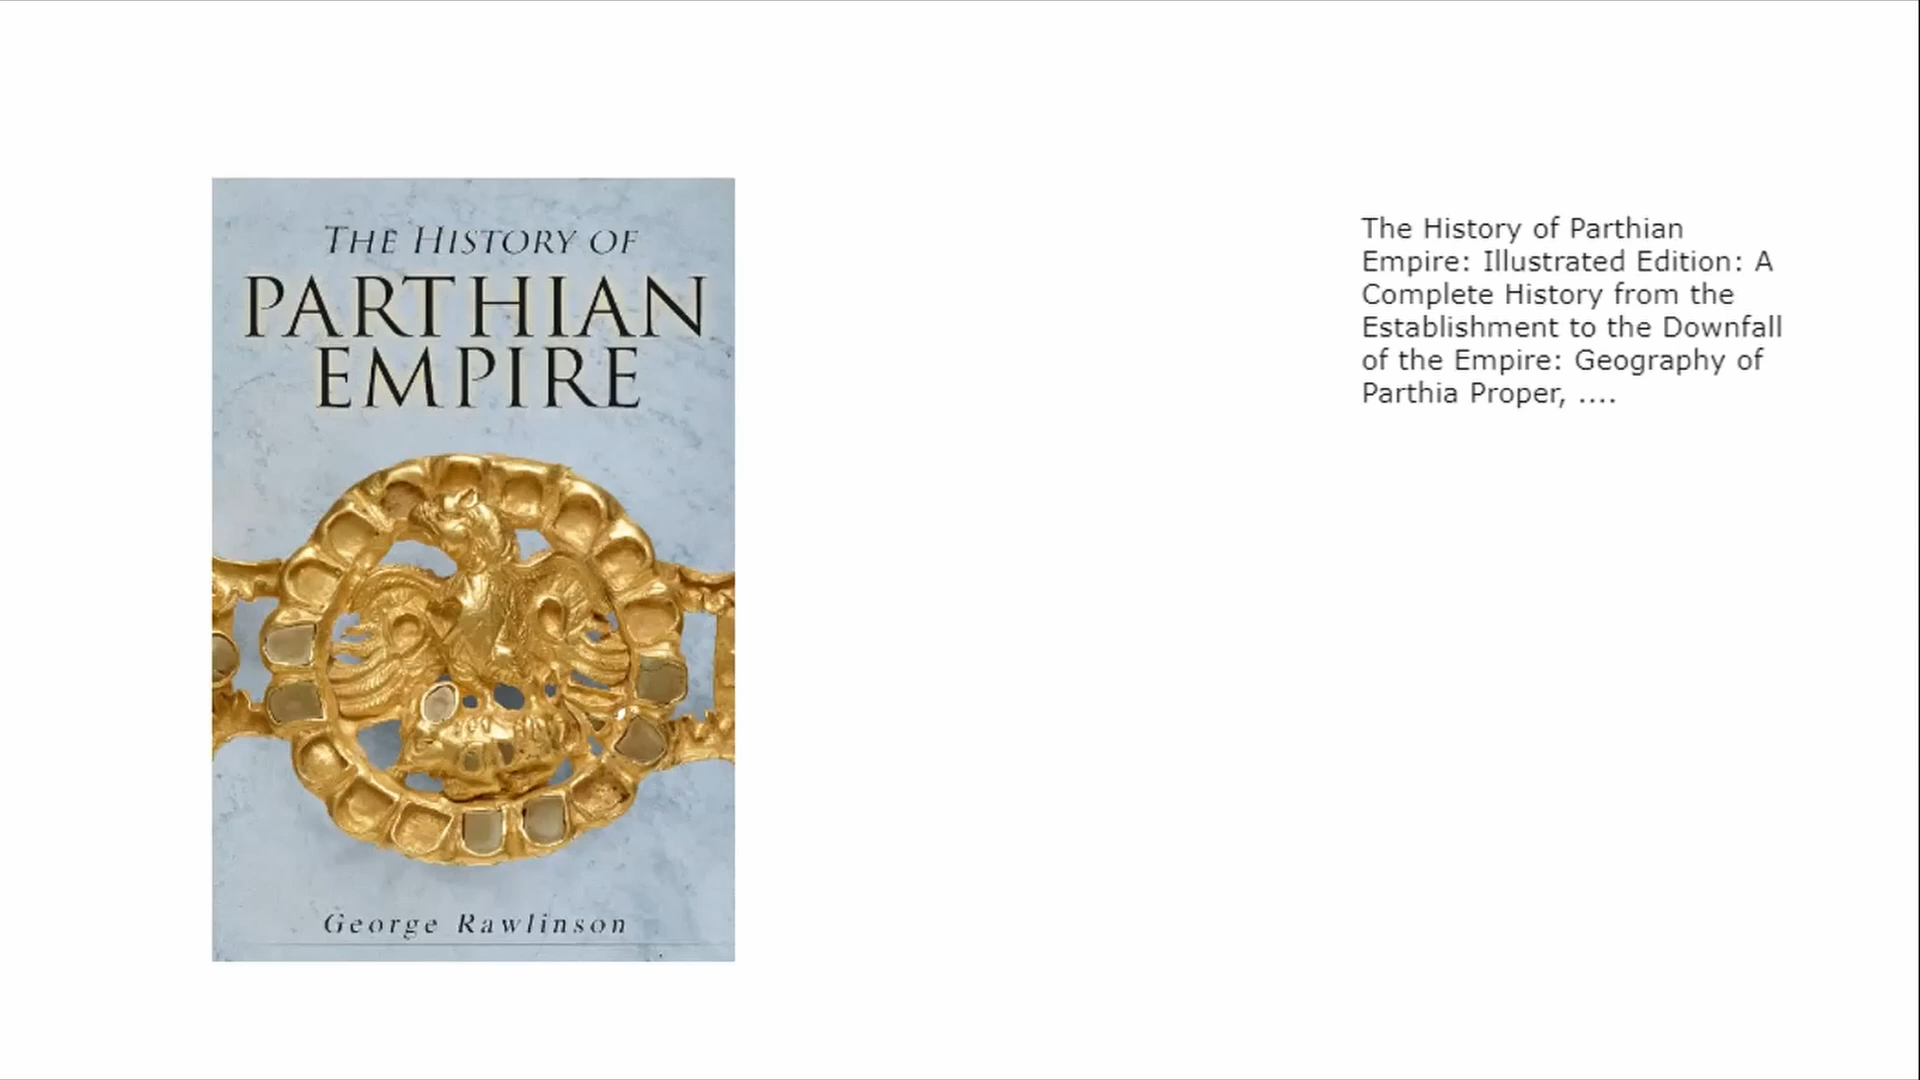 THE HISTORY OF
PARTHIAN
EMPIRE
George Rawlinson
The History of Parthian
Empire: Illustrated Edition: A
Complete History from the
Establishment to the Downfall
of the Empire: Geography of
Parthia Proper, ....